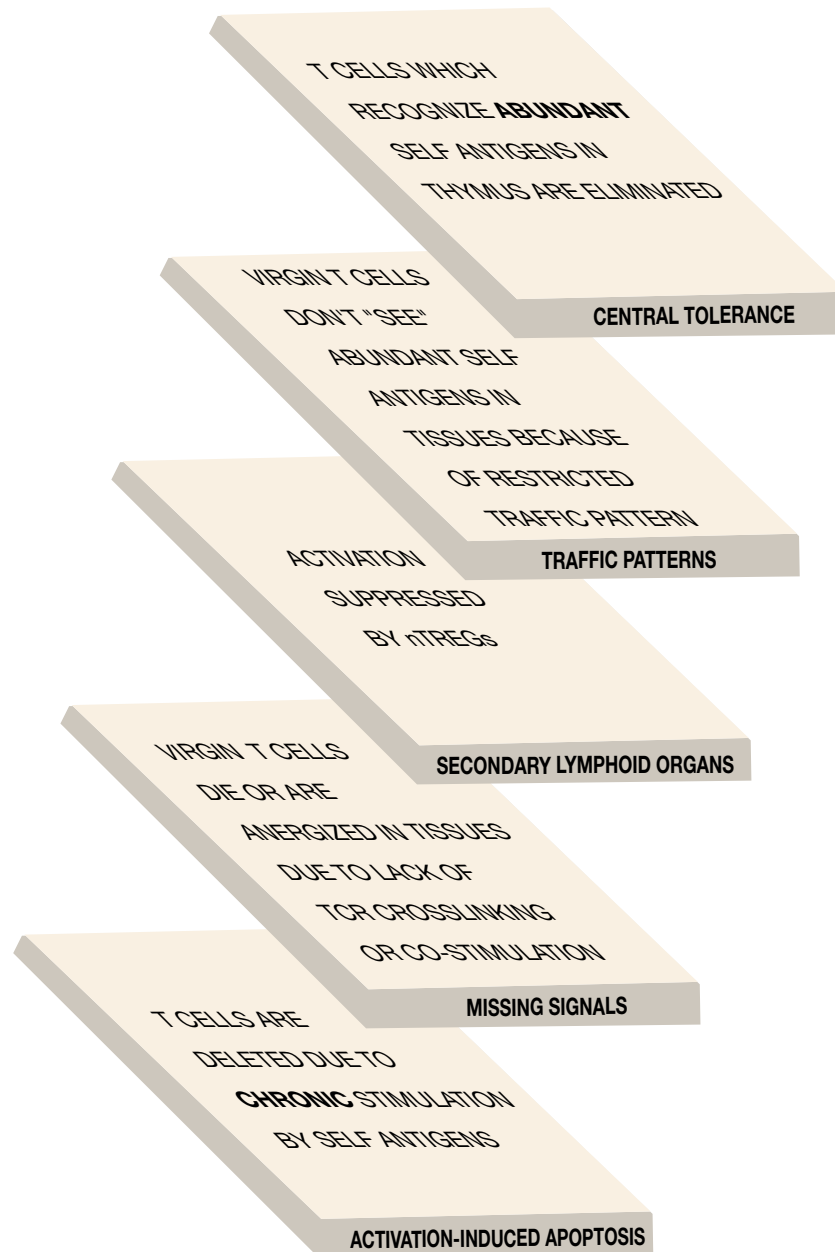 T CELLS WHICH
RECOGNIZE ABUNDANT
SELF ANTIGENS IN
THYMUS ARE ELIMINATED
CENTRAL TOLERANCE
VIRGIN T CELLS
DON'T "SEE"
ABUNDANT SELF
ANTIGENS IN
TISSUES BECAUSE
OF RESTRICTED
TRAFFIC PATTERN
TRAFFIC PATTERNS
ACTIVATION
SUPPRESSED
BY nTREGs
SECONDARY LYMPHOID ORGANS
VIRGIN T CELLS
DIE OR ARE
ANERGIZED IN TISSUES
DUE TO LACK OF
TCR CROSSLINKING
OR CO-STIMULATION
MISSING SIGNALS
T CELLS ARE
DELETED DUE TO
CHRONIC STIMULATION
BY SELF ANTIGENS
ACTIVATION-INDUCED APOPTOSIS